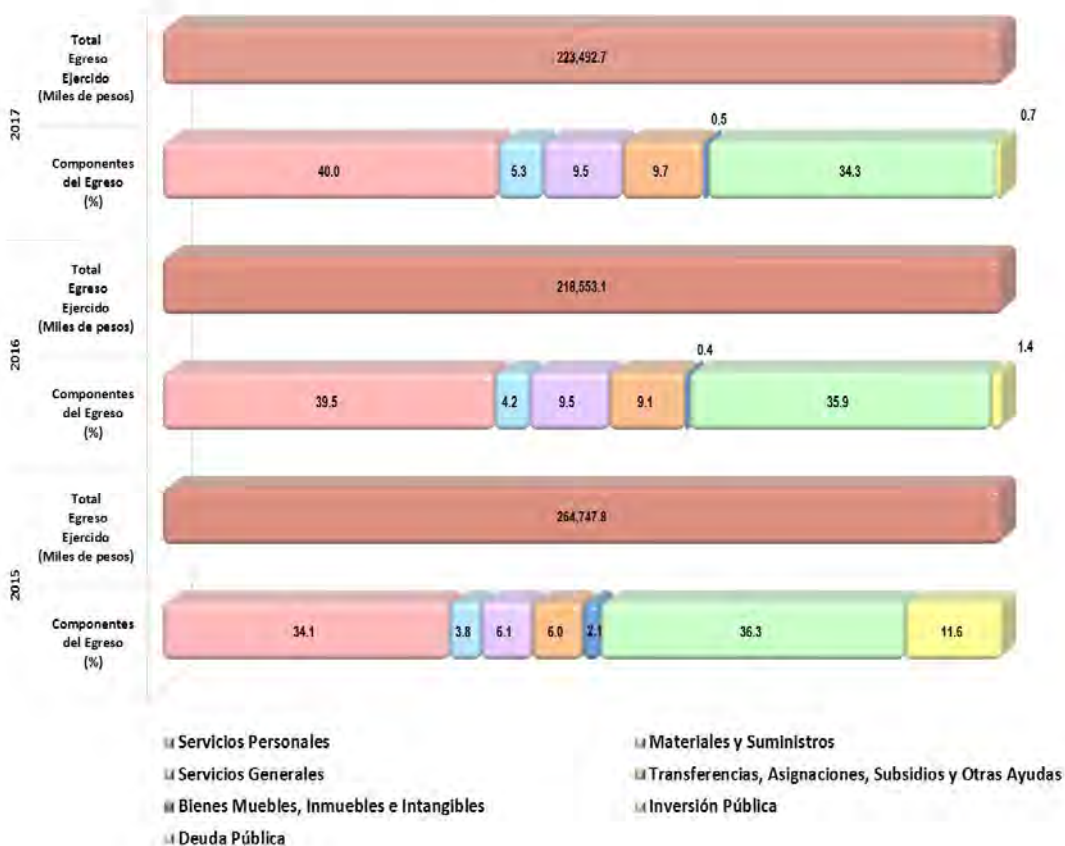 2017
Total
Egreso
Ejercido
(Miles de pesos)
223,492.7
Componentes
del Egreso
(%)
40.0
5.3
9.5
9.7
0.5
34.3
0.7
2016
Total
Egreso
Ejercido
(Miles de pesos)
218,553.1
Componentes
del Egreso
(%)
39.5
4.2
9.5
9.1
0.4
35.9
1.4
2015
Total
Egreso
Ejercido
(Miles de pesos)
264,747.8
Componentes
del Egreso
(%)
34.1
3.8
6.1
6.0
2.1
36.3
11.6
Servicios Personales
Materiales y Suministros
Servicios Generales
Transferencias, Asignaciones, Subsidios y Otras Ayudas
Bienes Muebles, Inmuebles e Intangibles
Inversión Pública
Deuda Pública